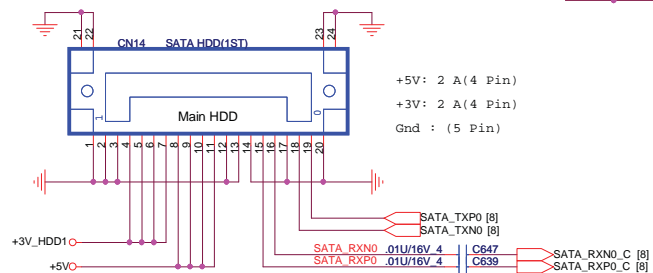 21
22
23
24
CN14 SATA HDD(1ST)
+5V: 2 A(4 Pin)
+3V: 2 A(4 Pin)
Gnd : (5 Pin)
1
0
Main HDD
1
2
3
4
5
6
7
8
9
10
11
12
13
14
15
16
17
18
19
20
SATA_TXP0 [8]
SATA_TXN0 [8]
+3V_HDD1
SATA_RXN0 .01U/16V_4 C647 SATA_RXN0_C [8]
+5V SATA_RXP0 .01U/16V_4 C639 SATA_RXP0_C [8]